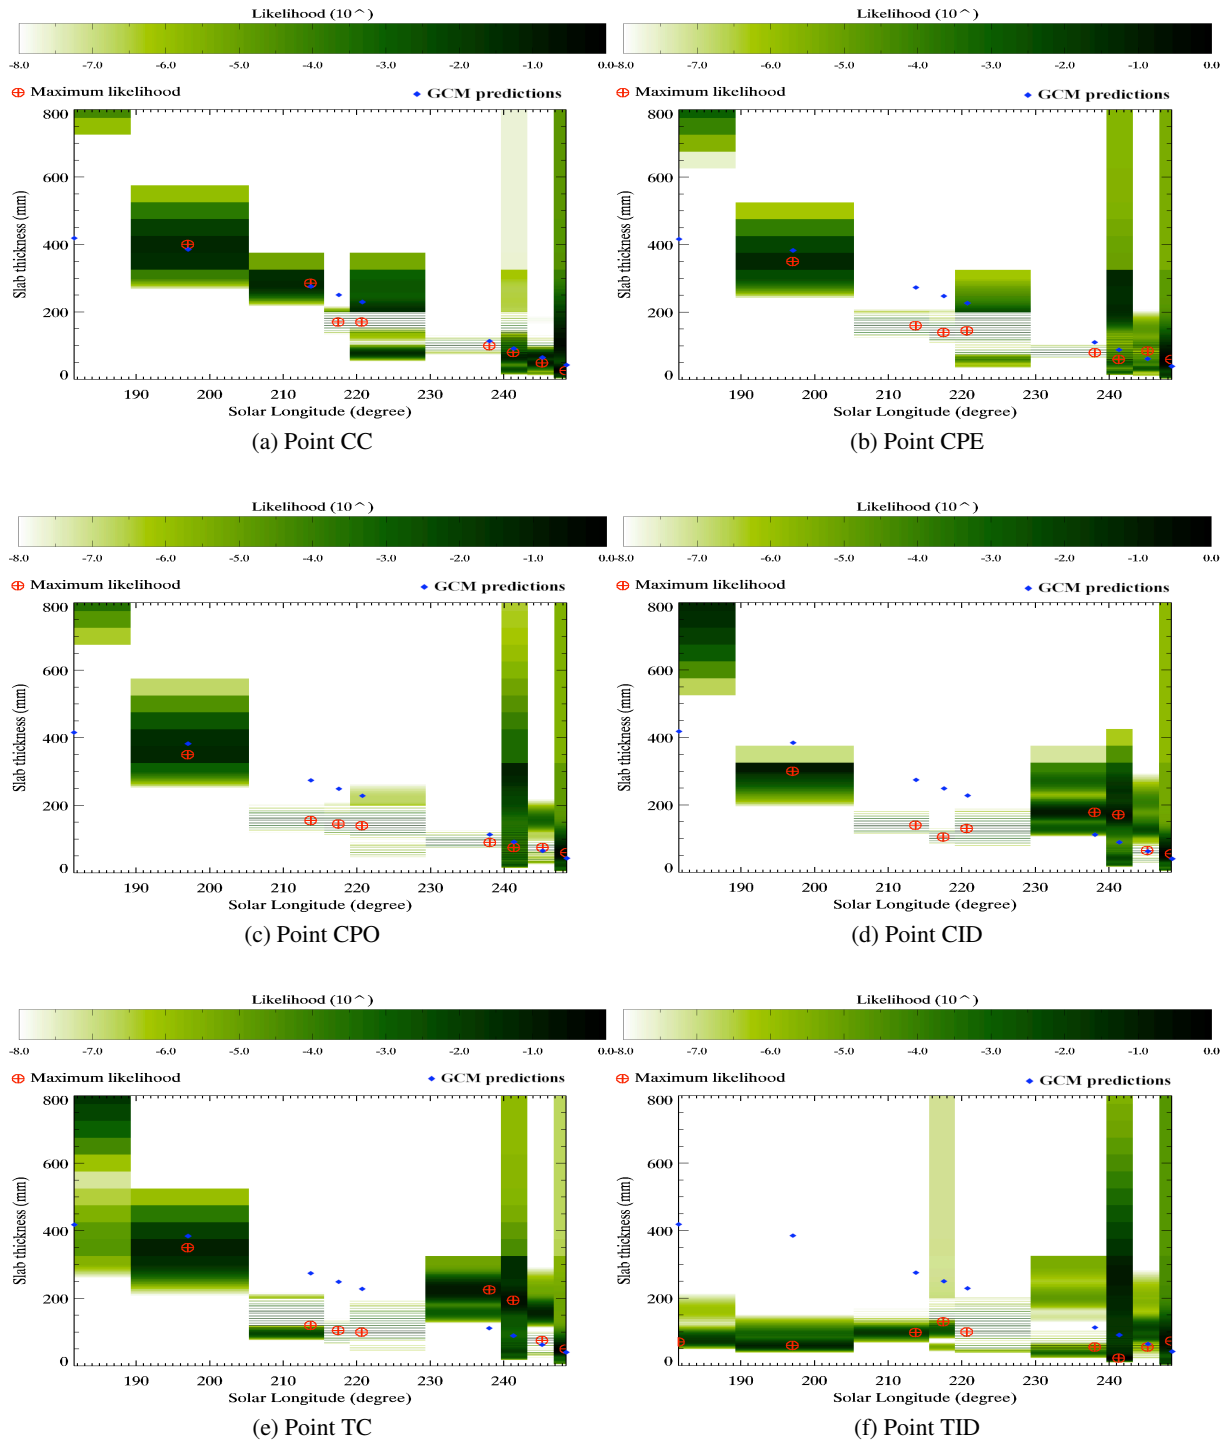 Likelihood (10^) Likelihood (10^)
-8.0 -7.0 -6.0 -5.0 -4.0 -3.0 -2.0 -1.0 0.0 -8.0 -7.0 -6.0 -5.0 -4.0 -3.0 -2.0 -1.0 0.0
Maximum likelihood GCM predictions Maximum likelihood GCM predictions
800 800
600 600
400 400
200 200
0 0
Slab thickness (mm) Slab thickness (mm)
190 200 210 220 230 240 190 200 210 220 230 240
Solar Longitude (degree) Solar Longitude (degree)
(a) Point CC (b) Point CPE
Likelihood (10^) Likelihood (10^)
-8.0 -7.0 -6.0 -5.0 -4.0 -3.0 -2.0 -1.0 0.0 -8.0 -7.0 -6.0 -5.0 -4.0 -3.0 -2.0 -1.0 0.0
Maximum likelihood GCM predictions Maximum likelihood GCM predictions
800 800
600 600
400 400
200 200
0 0
Slab thickness (mm) Slab thickness (mm)
190 200 210 220 230 240 190 200 210 220 230 240
Solar Longitude (degree) Solar Longitude (degree)
(c) Point CPO (d) Point CID
Likelihood (10^) Likelihood (10^)
-8.0 -7.0 -6.0 -5.0 -4.0 -3.0 -2.0 -1.0 0.0 -8.0 -7.0 -6.0 -5.0 -4.0 -3.0 -2.0 -1.0 0.0
Maximum likelihood GCM predictions Maximum likelihood GCM predictions
800 800
600 600
400 400
200 200
0 0
Slab thickness (mm) Slab thickness (mm)
190 200 210 220 230 240 190 200 210 220 230 240
Solar Longitude (degree) Solar Longitude (degree)
(e) Point TC (f) Point TID